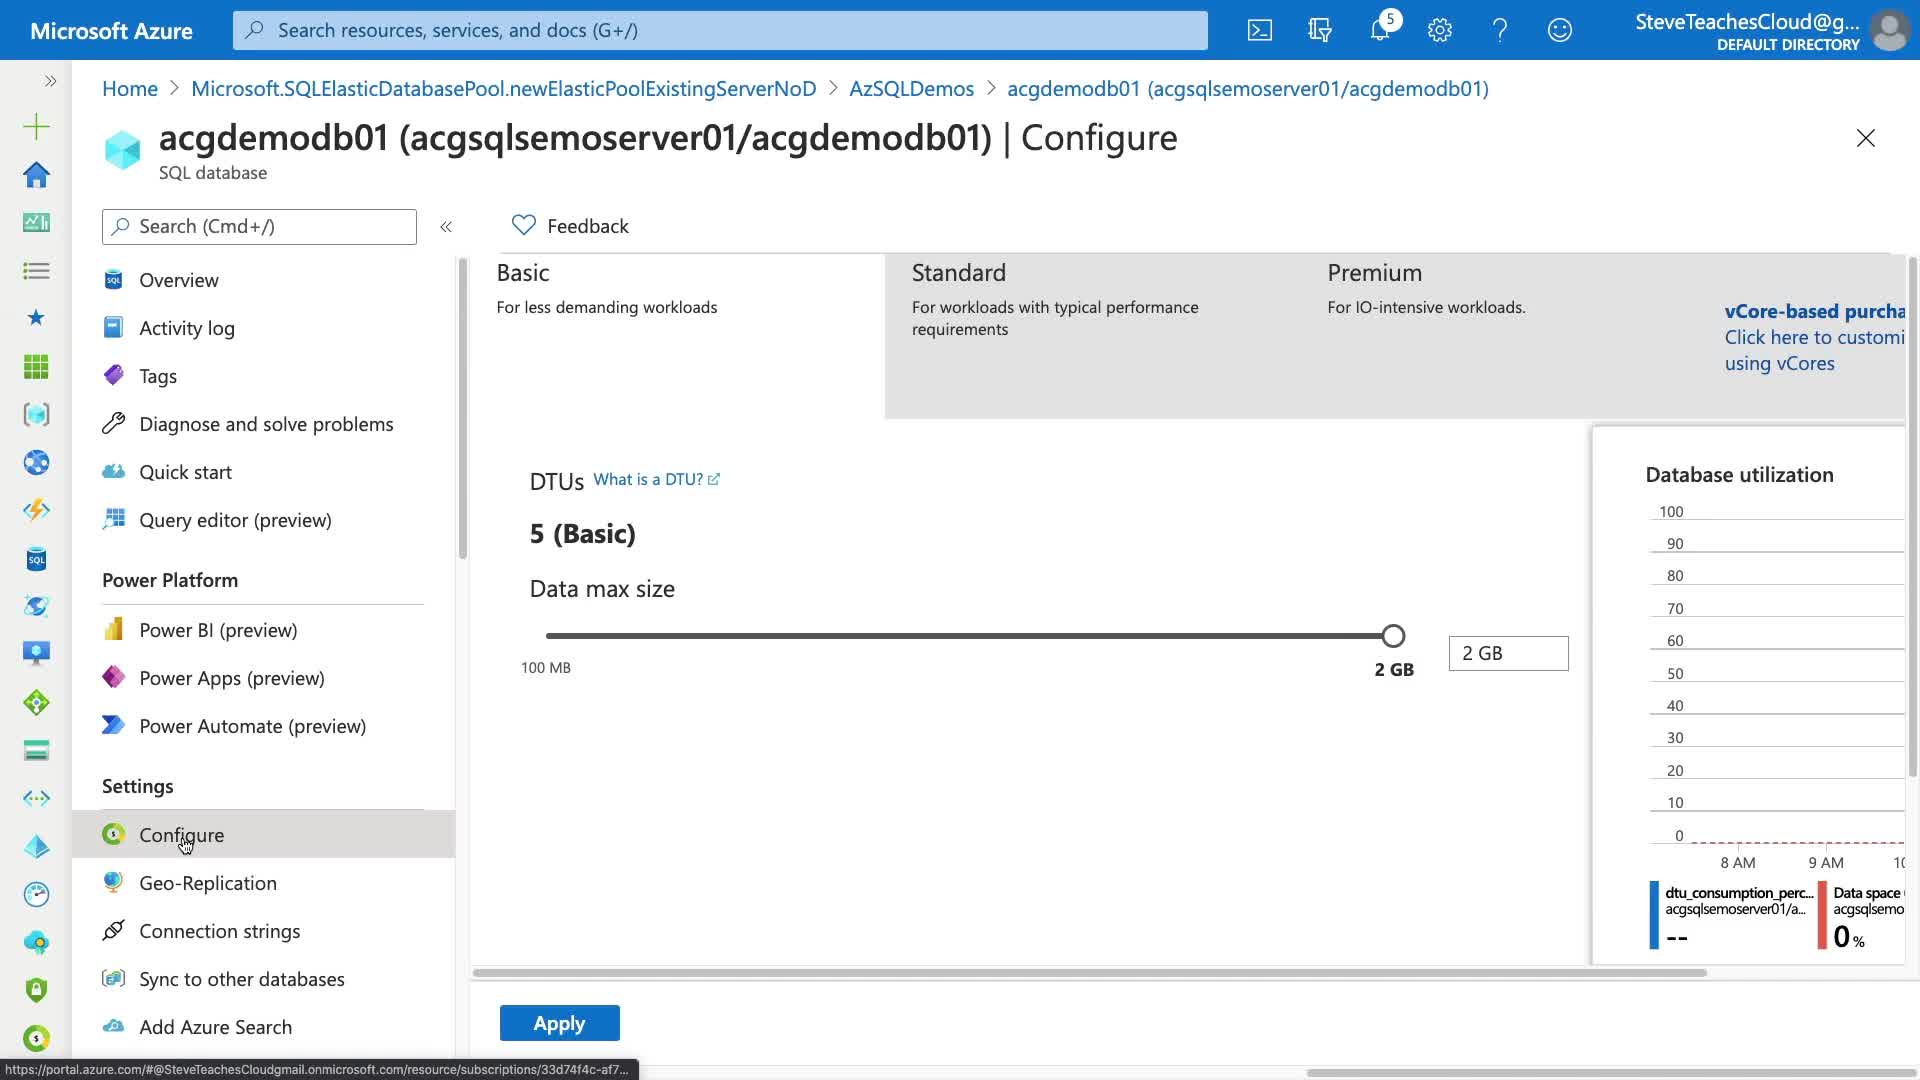 Microsoft Azure
Search resources, services, and docs (G+/)
5
SteveTeachesCloud@g...
DEFAULT DIRECTORY
Home > Microsoft.SQLElasticDatabasePool.newElasticPoolExistingServerNoD > AzSQLDemos > acgdemodb01 (acgsqlsemoserver01/acgdemodb01)
acgdemodb01 (acgsqlsemoserver01/acgdemodb01) | Configure
SQL database
Search (Cmd+/)
Feedback
Overview
Activity log
Tags
Diagnose and solve problems
Quick start
Query editor (preview)
Power Platform
Power BI (preview)
Power Apps (preview)
Power Automate (preview)
Settings
Configure
Geo-Replication
Connection strings
Sync to other databases
Add Azure Search
Basic
For less demanding workloads
Standard
For workloads with typical performance
requirements
Premium
For IO-intensive workloads.
vCore-based purcha
Click here to customi
using vCores
DTUs What is a DTU?
5 (Basic)
Data max size
100 MB
2 GB
2 GB
Database utilization
100
90
80
70
60
50
40
30
20
10
0
8 AM
9 AM
10
dtu_consumption_perc...
acgsqlsemoserver01/a...
--
Data space
acgsqlsemo
0 %
Apply
https://portal.azure.com/#@SteveTeachesCloudgmail.onmicrosoft.com/resource/subscriptions/33d74f4c-af7...